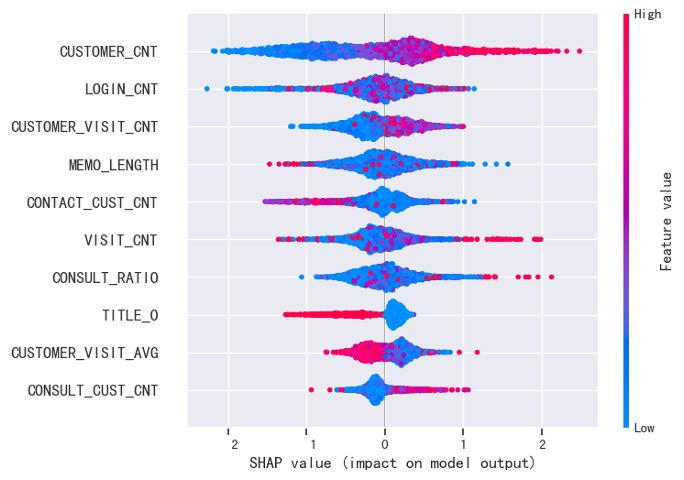 High
CUSTOMER_CNT
LOGIN_CNT
CUSTOMER_VISIT_CNT
MEMO_LENGTH
CONTACT_CUST_CNT
VISIT_CNT
CONSULT_RATIO
TITLE_0
CUSTOMER_VISIT_AVG
CONSULT_CUST_CNT
Feature value
Low
2 1 0 1 2
SHAP value (impact on model output)